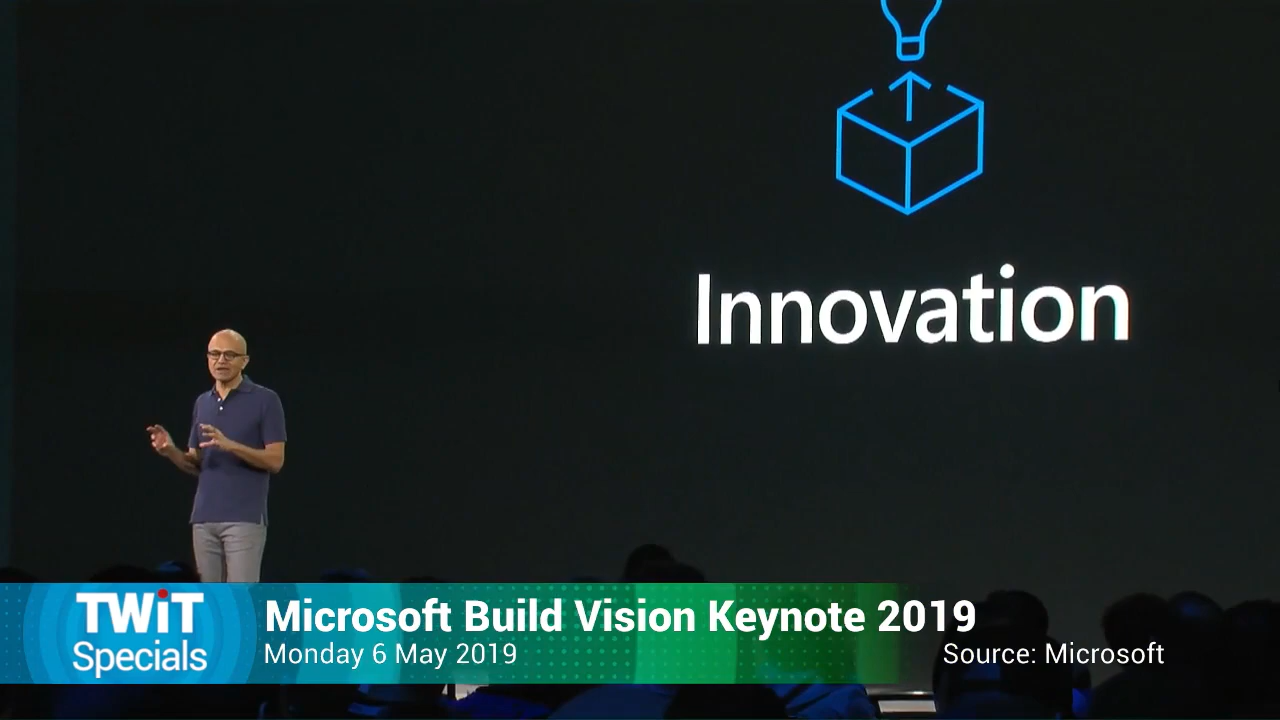 Innovation
TWiT
Specials
Microsoft Build Vision Keynote 2019
Monday 6 May 2019
Source: Microsoft